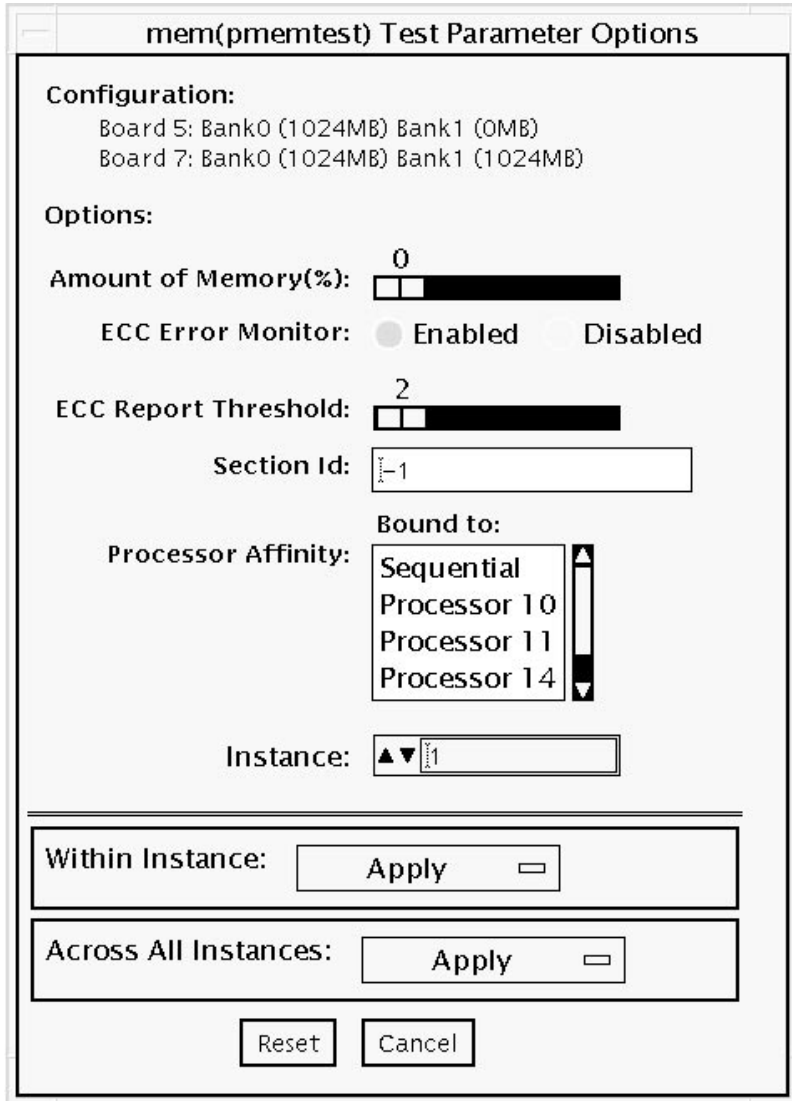 mem(pmemtest) Test Parameter Options
Configuration:
Board 5: Bank0 (1024MB) Bank1 (0MB)
Board 7: Bank0 (1024MB) Bank1 (1024MB)
Options:
Amount of Memory(%): 0
ECC Error Monitor: Enabled Disabled
ECC Report Threshold: 2
Section Id: -1
Processor Affinity: Bound to:
Sequential
Processor 10
Processor 11
Processor 14
Instance: 1
Within Instance: Apply
Across All Instances: Apply
Reset Cancel